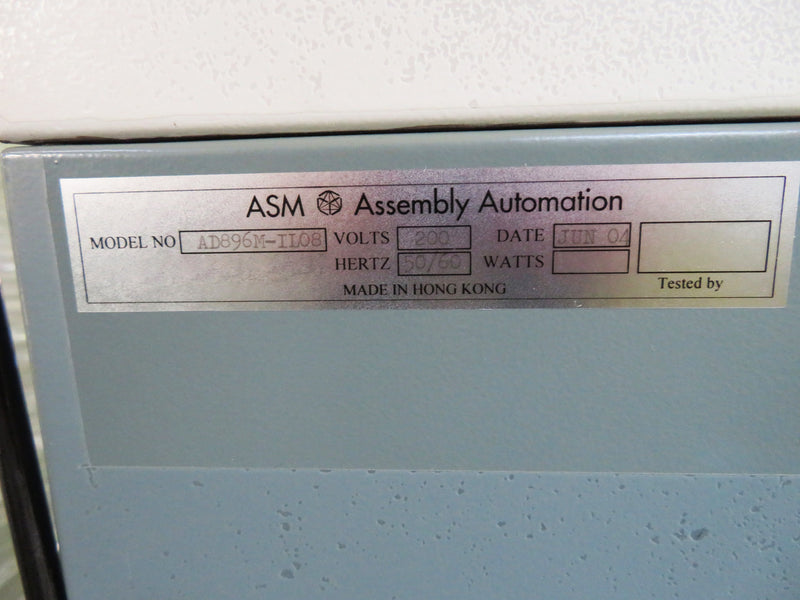 ASM Assembly Automation
MODEL NO AD896M-IL08 VOLTS 200 DATE JUN 04
HERTZ 50/60 WATTS
MADE IN HONG KONG Tested by